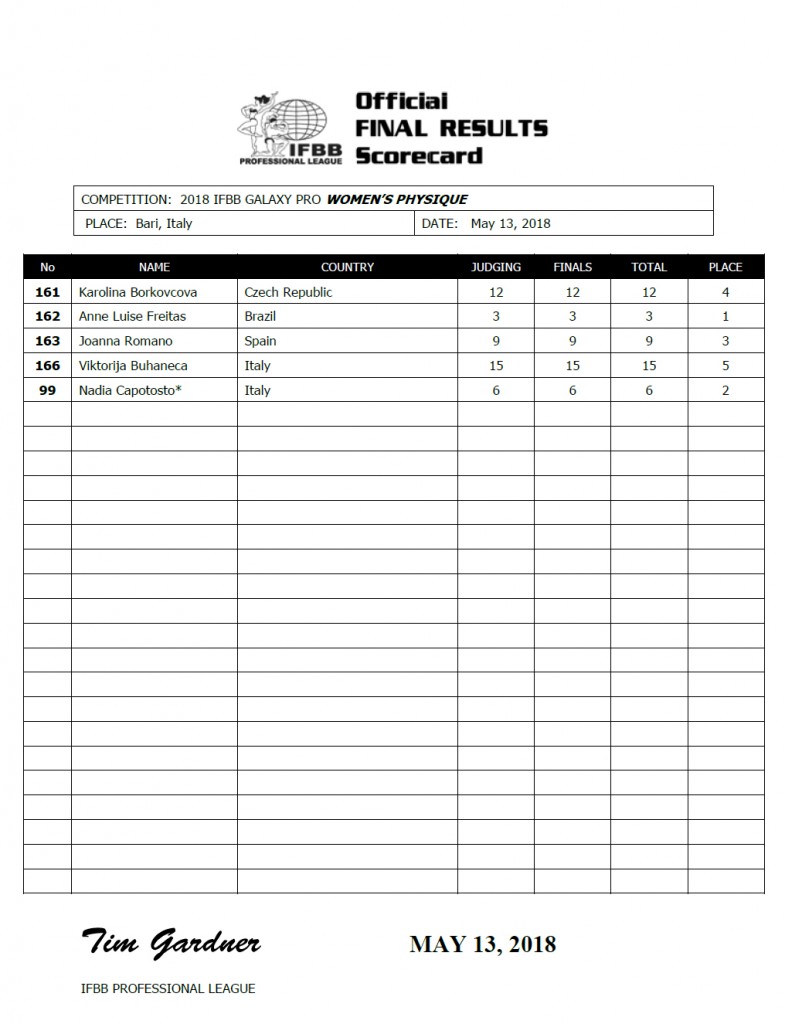 Official
FINAL RESULTS
Scorecard
IFBB
PROFESSIONAL LEAGUE
COMPETITION: 2018 IFBB GALAXY PRO WOMEN'S PHYSIQUE
PLACE: Bari, Italy DATE: May 13, 2018
No NAME COUNTRY JUDGING FINALS TOTAL PLACE
161 Karolina Borkovcova Czech Republic 12 12 12 4
162 Anne Luise Freitas Brazil 3 3 3 1
163 Joanna Romano Spain 9 9 9 3
166 Viktorija Buhaneca Italy 15 15 15 5
99 Nadia Capotosto* Italy 6 6 6 2
Tim Gardner MAY 13, 2018
IFBB PROFESSIONAL LEAGUE